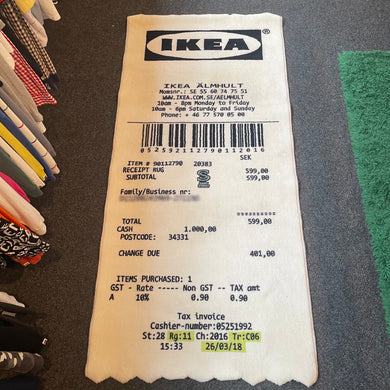 IKEA®
IKEA ÄLMHULT
Momsnr.: SE 55 60 74 75 51
WWW.IKEA.COM.SE/AELMHULT
10am - 8pm Monday to Friday
10am - 6pm Saturday and Sunday
Phone: + 46 77 570 05 00
0525921127901 12016
SEK
ITEM # 90112790 20383
RECEIPT RUG 599,00
SUBTOTAL 599,00
Family/Business nr:
**********
TOTAL 599,00
CASH 1.000,00
POSTCODE: 34331
CHANGE DUE 401,00
ITEMS PURCHASED: 1
GST - Rate ----- Non GST -- TAX amt
A 10% 0.90 0.90
Tax invoice
Cashier-number:05251992
St:28 Rg:11 Ch:2016 Tr:C06
15:33 26/03/18